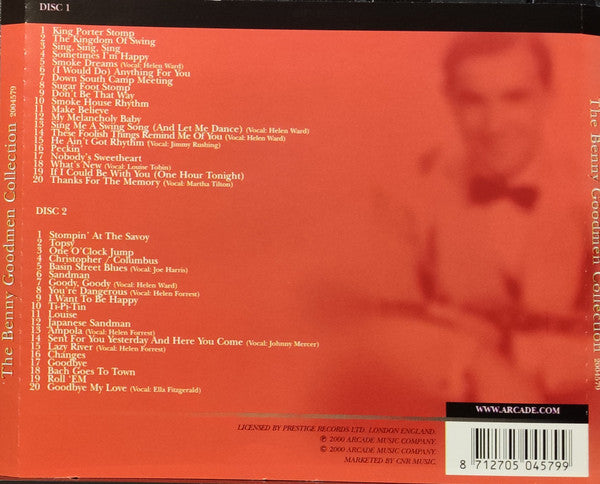 DISC 1
1 King Porter Stomp
2 The Kingdom Of Swing
3 Sing, Sing, Sing
4 Sometimes I'm Happy
5 Smoke Dreams (Vocal: Helen Ward)
6 (I Would Do) Anything For You
7 Down South Camp Meeting
8 Sugar Foot Stomp
9 Don't Be That Way
10 Smoke House Rhythm
11 Make Believe
12 My Melancholy Baby
13 Sing Me A Swing Song (And Let Me Dance) (Vocal: Helen Ward)
14 These Foolish Things Remind Me Of You (Vocal: Helen Ward)
15 He Ain't Got Rhythm (Vocal: Jimmy Rushing)
16 Peckin'
17 Nobody's Sweetheart
18 What's New (Vocal: Louise Tobin)
19 If I Could Be With You (One Hour Tonight)
20 Thanks For The Memory (Vocal: Martha Tilton)
DISC 2
1 Stompin' At The Savoy
2 Topsy
3 One O'Clock Jump
4 Christopher / Columbus
5 Basin Street Blues (Vocal: Joe Harris)
6 Sandman
7 Goody, Goody (Vocal: Helen Ward)
8 You're Dangerous (Vocal: Helen Forrest)
9 I Want To Be Happy
10 Ti-Pi-Tin
11 Louise
12 Japanese Sandman
13 Ampola (Vocal: Helen Forrest)
14 Sent For You Yesterday And Here You Come (Vocal: Johnny Mercer)
15 Lazy River (Vocal: Helen Forrest)
16 Changes
17 Goodbye
18 Bach Goes To Town
19 Roll 'EM
20 Goodbye My Love (Vocal: Ella Fitzgerald)
LICENSED BY PRESTIGE RECORDS LTD. LONDON ENGLAND.
℗ 2000 ARCADE MUSIC COMPANY.
© 2000 ARCADE MUSIC COMPANY.
MARKETED BY CNR MUSIC.
WWW.ARCADE.COM
8 712705 045799
The Benny Goodmen Collection 2004579
The Benny Goodmen Collection 2004579